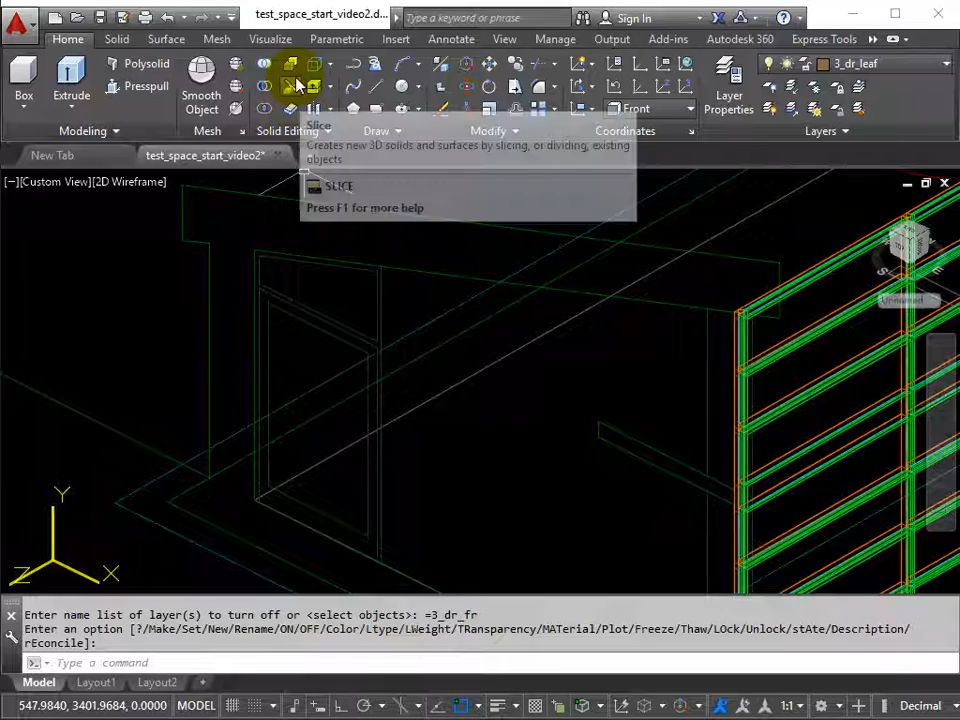 test_space_start_video2.d...
Type a keyword or phrase
Sign In
Home
Solid
Surface
Mesh
Visualize
Parametric
Insert
Annotate
View
Manage
Output
Add-ins
Autodesk 360
Express Tools
Box
Extrude
Polysolid
Presspull
Smooth
Object
Front
Layer
Properties
3_dr_leaf
Modeling
Mesh
Solid Editing
Draw
Modify
Coordinates
Layers
Slice
Creates new 3D solids and surfaces by slicing, or dividing, existing
objects
SLICE
Press F1 for more help
New Tab
test_space_start_video2*
[−][Custom View][2D Wireframe]
S
E
Unnamed
Y
Z
X
Enter name list of layer(s) to turn off or <select objects>: =3_dr_fr
Enter an option [?/Make/Set/New/Rename/ON/OFF/Color/Ltype/LWeight/TRansparency/MATerial/Plot/Freeze/Thaw/LOck/Unlock/stAte/Description/
rEconcile]:
Type a command
Model
Layout1
Layout2
+
547.9840, 3401.9684, 0.0000
MODEL
1:1
Decimal